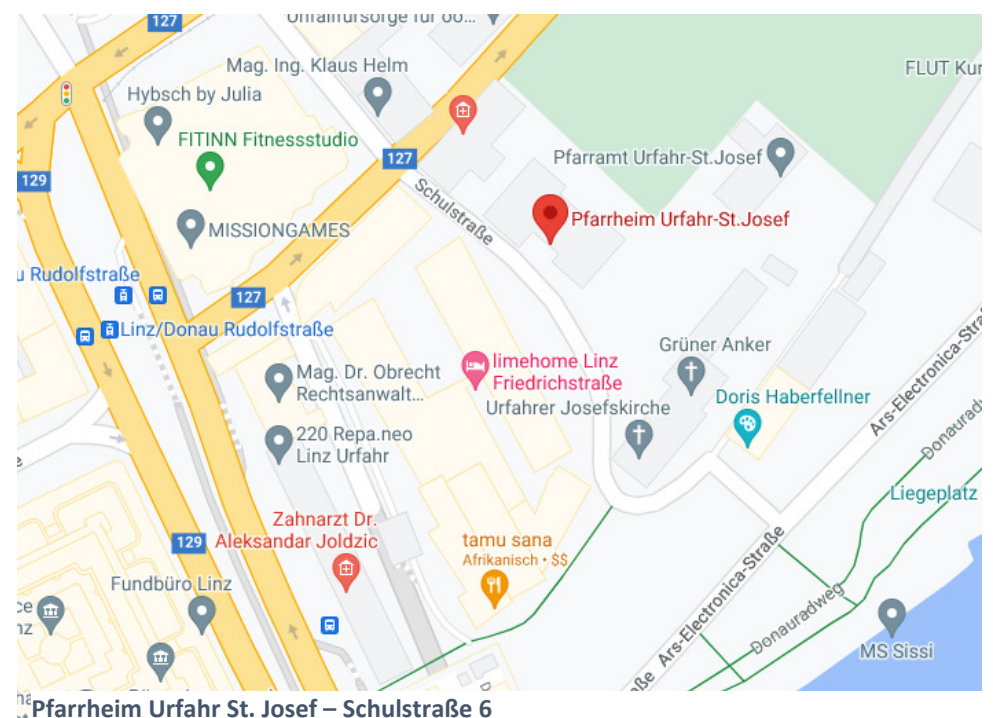 127
Unfallfürsorge für oö...
Mag. Ing. Klaus Helm
FLUT Kur
Hybsch by Julia
FITINN Fitnessstudio
127
Pfarramt Urfahr-St.Josef
129
Schulstraße
Pfarrheim Urfahr-St.Josef
MISSIONGAMES
u Rudolfstraße
127
Linz/Donau Rudolfstraße
Ars-Electronica-Straß
Grüner Anker
limehome Linz
Friedrichstraße
Mag. Dr. Obrecht
Rechtsanwalt...
Doris Haberfellner
Urfahrer Josefskirche
Donaurad
220 Repa.neo
Linz Urfahr
Liegeplatz
Zahnarzt Dr.
Aleksandar Joldzic
129
tamu sana
Afrikanisch • $$
Ars-Electronica-Straße
Fundbüro Linz
Donauradweg
MS Sissi
Pfarrheim Urfahr St. Josef – Schulstraße 6